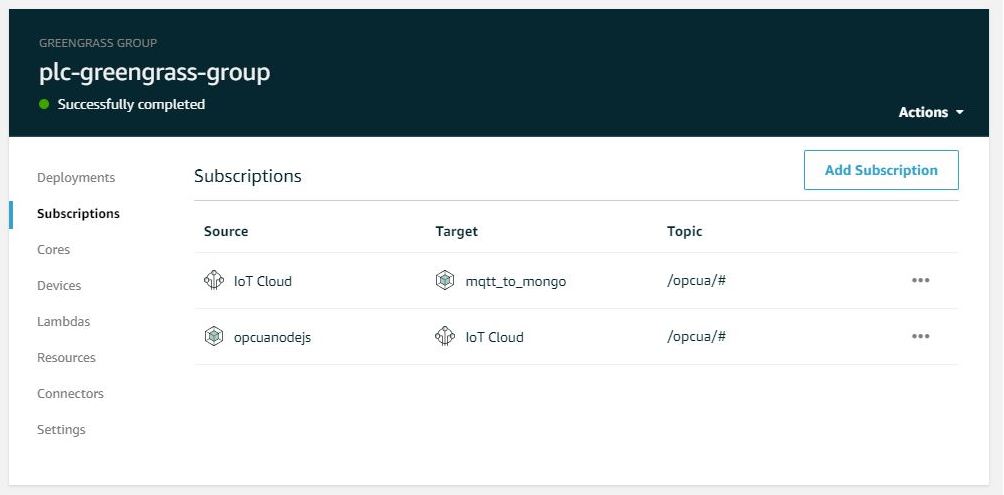 GREENGRASS GROUP
plc-greengrass-group
Successfully completed
Actions
Deployments
Subscriptions
Cores
Devices
Lambdas
Resources
Connectors
Settings
Subscriptions
Add Subscription
Source Target Topic
IoT Cloud mqtt_to_mongo /opcua/#
opcuanodejs IoT Cloud /opcua/#